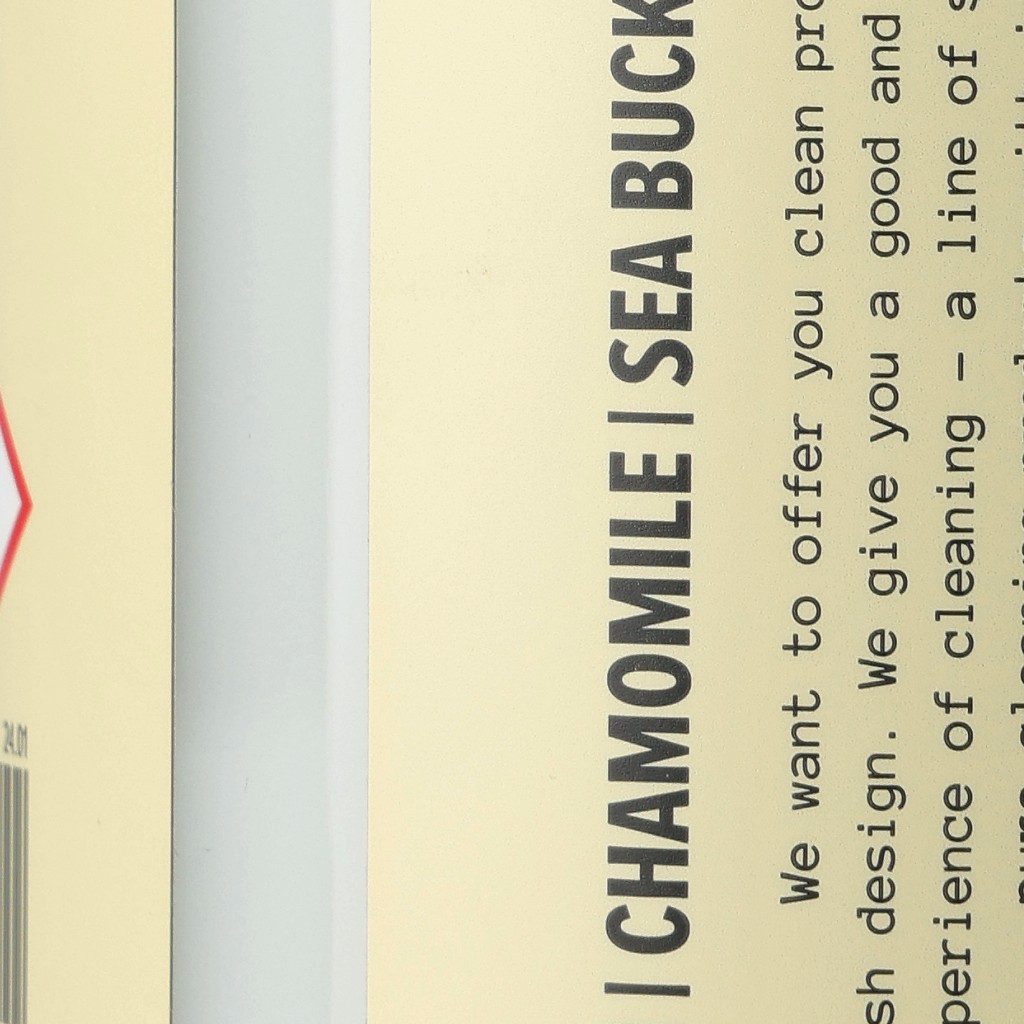 | CHAMOMILE | SEA BUCK
We want to offer you clean pro
sh design. We give you a good and
perience of cleaning – a line of s
24.01